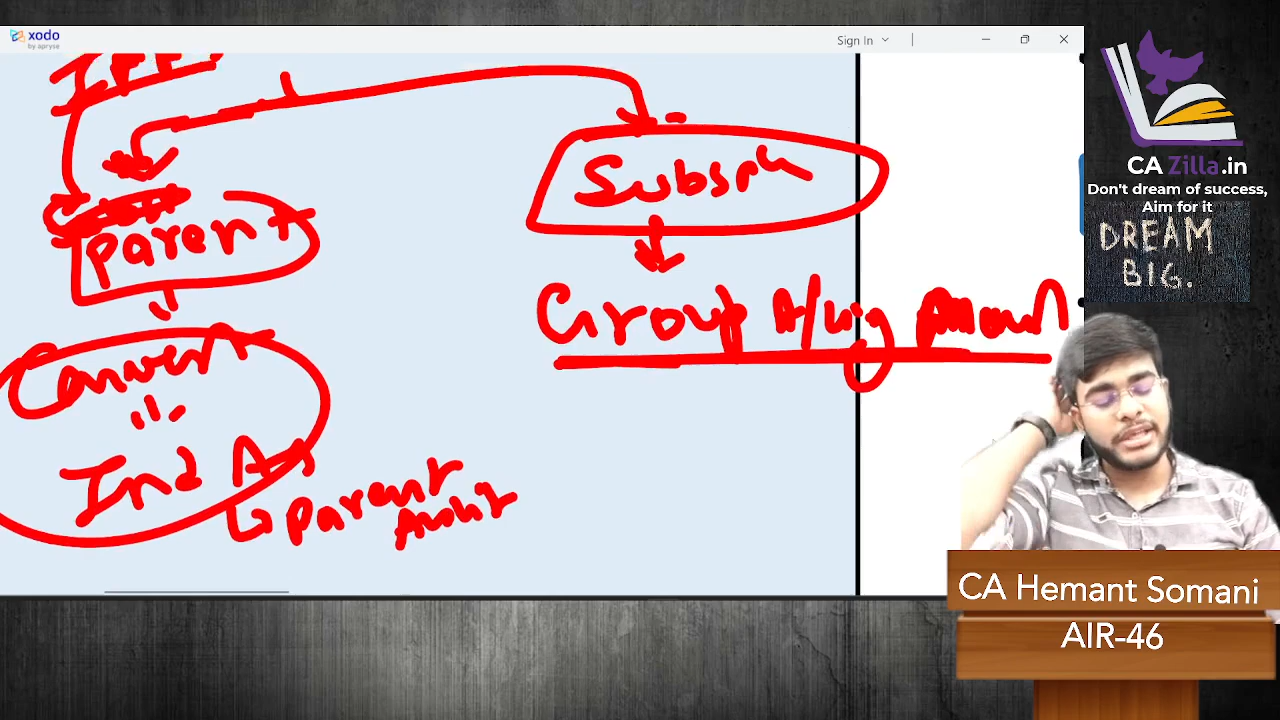 xodo
by apryse
Sign In
Parent
Group
Convert
Ind As
Parent
CA Zilla.in
Don't dream of success,
Aim for it
DREAM
BIG.
CA Hemant Somani
AIR-46